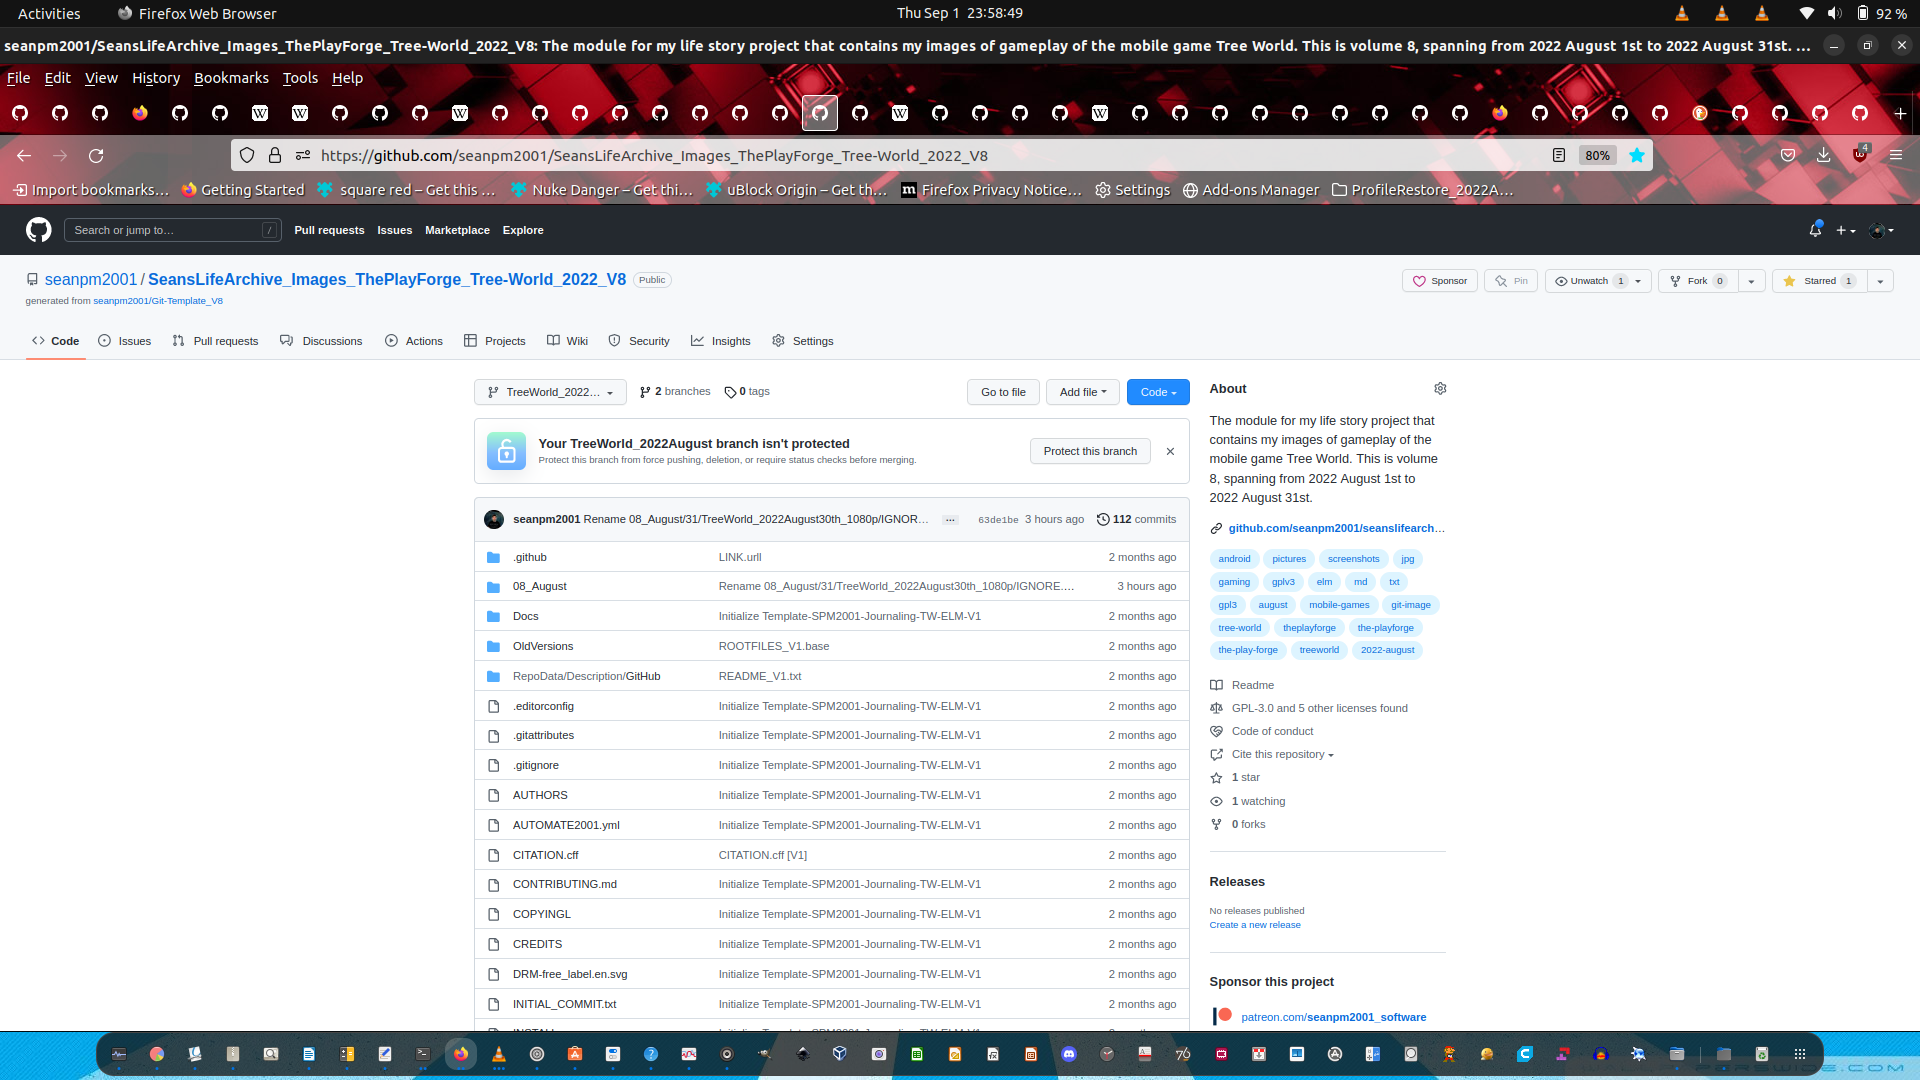 Activities Firefox Web Browser Thu Sep 1 23:58:49 92 %
seanpm2001/SeansLifeArchive_Images_ThePlayForge_Tree-World_2022_V8: The module for my life story project that contains my images of gameplay of the mobile game Tree World. This is volume 8, spanning from 2022 August 1st to 2022 August 31st. ...
File Edit View History Bookmarks Tools Help
https://github.com/seanpm2001/SeansLifeArchive_Images_ThePlayForge_Tree-World_2022_V8 80% 4
Import bookmarks... Getting Started square red – Get this ... Nuke Danger – Get thi... uBlock Origin – Get th... Firefox Privacy Notice... Settings Add-ons Manager ProfileRestore_2022A...
Search or jump to... / Pull requests Issues Marketplace Explore
seanpm2001 / SeansLifeArchive_Images_ThePlayForge_Tree-World_2022_V8 Public Sponsor Pin Unwatch 1 Fork 0 Starred 1
generated from seanpm2001/Git-Template_V8
Code Issues Pull requests Discussions Actions Projects Wiki Security Insights Settings
TreeWorld_2022... 2 branches 0 tags Go to file Add file Code
Your TreeWorld_2022August branch isn't protected
Protect this branch from force pushing, deletion, or require status checks before merging.
Protect this branch
seanpm2001 Rename 08_August/31/TreeWorld_2022August30th_1080p/IGNOR... ... 63de1be 3 hours ago 112 commits
.github LINK.urll 2 months ago
08_August Rename 08_August/31/TreeWorld_2022August30th_1080p/IGNORE.... 3 hours ago
Docs Initialize Template-SPM2001-Journaling-TW-ELM-V1 2 months ago
OldVersions ROOTFILES_V1.base 2 months ago
RepoData/Description/GitHub README_V1.txt 2 months ago
.editorconfig Initialize Template-SPM2001-Journaling-TW-ELM-V1 2 months ago
.gitattributes Initialize Template-SPM2001-Journaling-TW-ELM-V1 2 months ago
.gitignore Initialize Template-SPM2001-Journaling-TW-ELM-V1 2 months ago
AUTHORS Initialize Template-SPM2001-Journaling-TW-ELM-V1 2 months ago
AUTOMATE2001.yml Initialize Template-SPM2001-Journaling-TW-ELM-V1 2 months ago
CITATION.cff CITATION.cff [V1] 2 months ago
CONTRIBUTING.md Initialize Template-SPM2001-Journaling-TW-ELM-V1 2 months ago
COPYINGL Initialize Template-SPM2001-Journaling-TW-ELM-V1 2 months ago
CREDITS Initialize Template-SPM2001-Journaling-TW-ELM-V1 2 months ago
DRM-free_label.en.svg Initialize Template-SPM2001-Journaling-TW-ELM-V1 2 months ago
INITIAL_COMMIT.txt Initialize Template-SPM2001-Journaling-TW-ELM-V1 2 months ago
About
The module for my life story project that
contains my images of gameplay of the
mobile game Tree World. This is volume
8, spanning from 2022 August 1st to
2022 August 31st.
github.com/seanpm2001/seanslifearch...
android pictures screenshots jpg
gaming gplv3 elm md txt
gpl3 august mobile-games git-image
tree-world theplayforge the-playforge
the-play-forge treeworld 2022-august
Readme
GPL-3.0 and 5 other licenses found
Code of conduct
Cite this repository
1 star
1 watching
0 forks
Releases
No releases published
Create a new release
Sponsor this project
patreon.com/seanpm2001_software